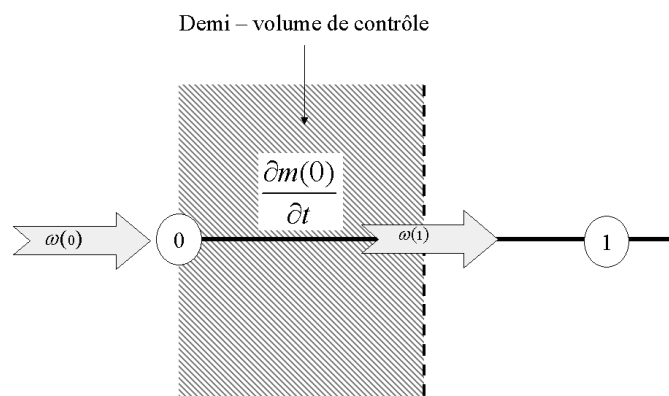 Demi – volume de contrôle
∂m(0)
∂t
ω(0)
0
ω(1)
1